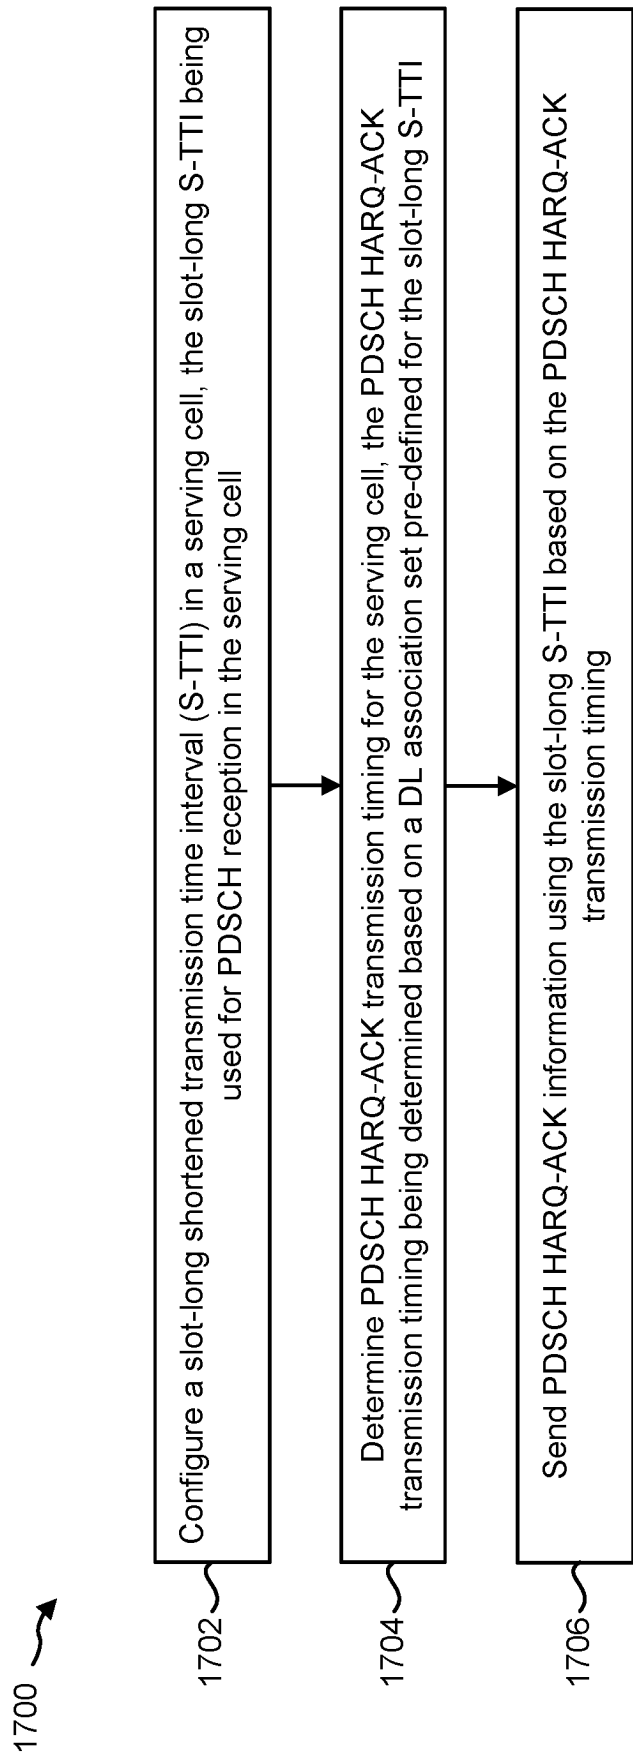 1700
1702
Configure a slot-long shortened transmission time interval (S-TTI) in a serving cell, the slot-long S-TTI being
used for PDSCH reception in the serving cell
1704
Determine PDSCH HARQ-ACK transmission timing for the serving cell, the PDSCH HARQ-ACK
transmission timing being determined based on a DL association set pre-defined for the slot-long S-TTI
1706
Send PDSCH HARQ-ACK information using the slot-long S-TTI based on the PDSCH HARQ-ACK
transmission timing